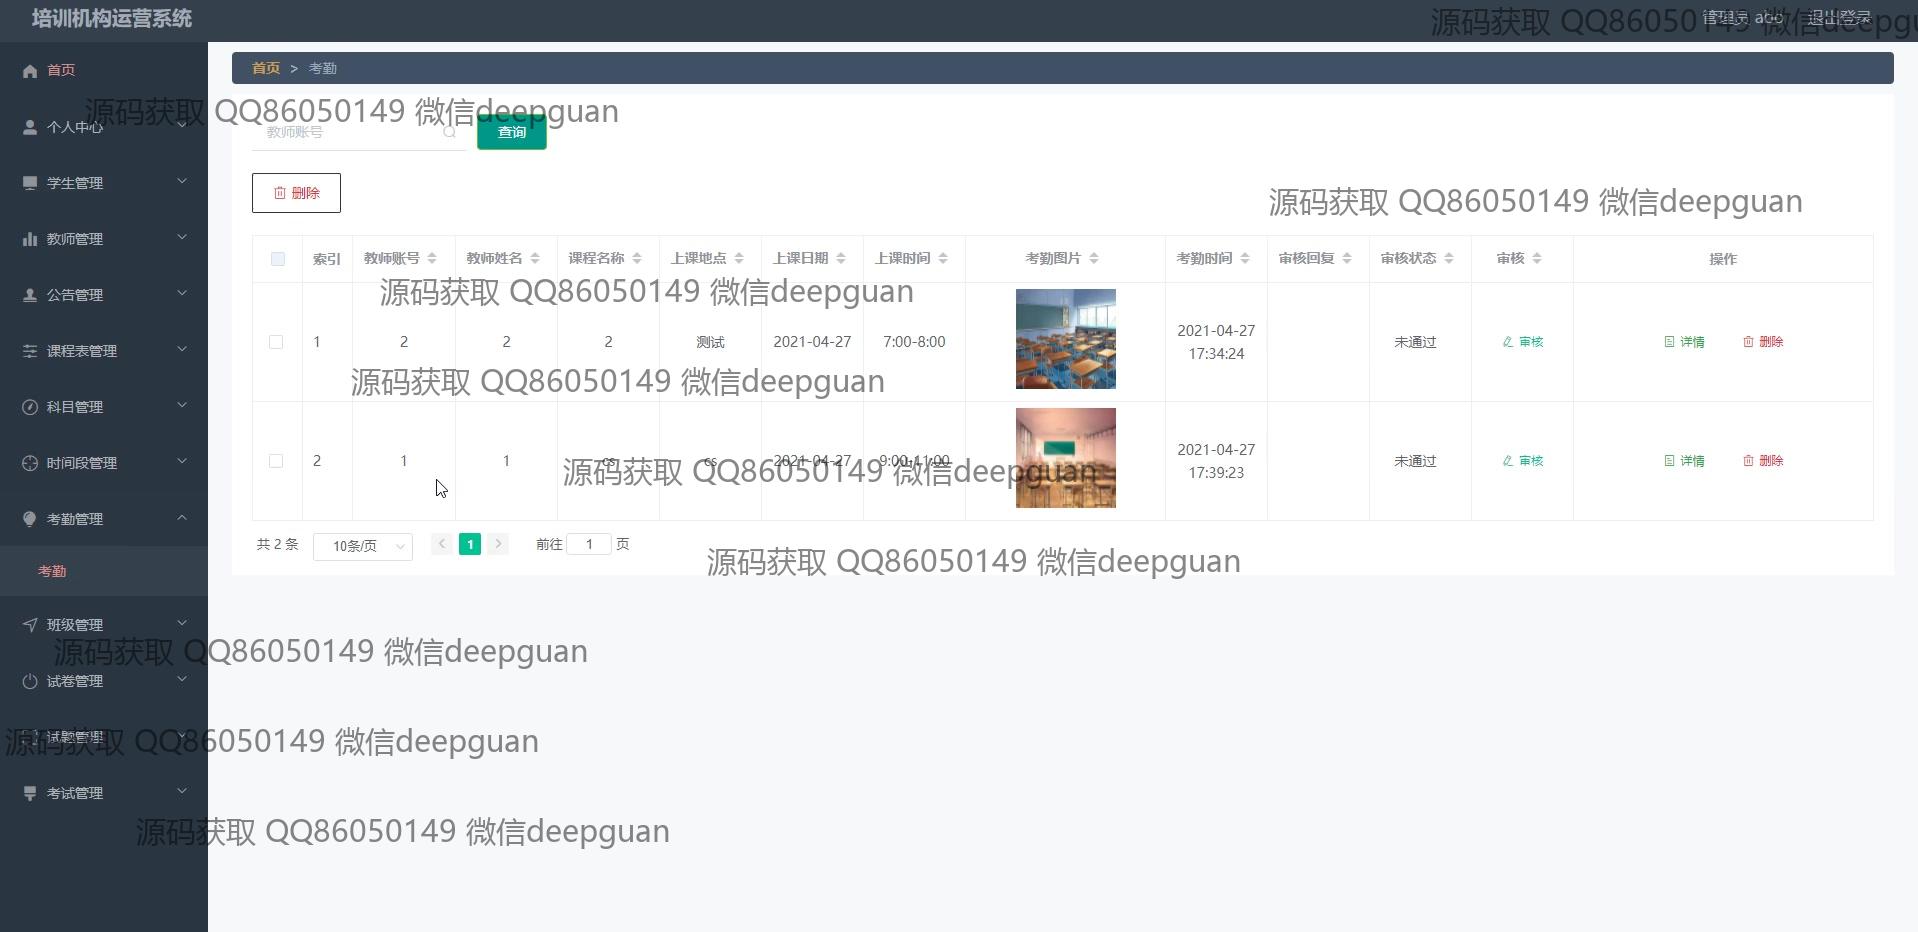 培训机构运营系统
管理员 abo 退出登录
源码获取 QQ86050149 微信deepgu
首页
首页 > 考勤
源码获取 QQ86050149 微信deepguan
个人中心
教师账号
查询
学生管理
删除
源码获取 QQ86050149 微信deepguan
教师管理
索引 教师账号 教师姓名 课程名称 上课地点 上课日期 上课时间 考勤图片 考勤时间 审核回复 审核状态 审核 操作
源码获取 QQ86050149 微信deepguan
公告管理
1 2 2 2 测试 2021-04-27 7:00-8:00 2021-04-27 17:34:24 未通过 审核 详情 删除
课程表管理
源码获取 QQ86050149 微信deepguan
科目管理
2 1 1 cs cs 2021-04-27 9:00-11:00 2021-04-27 17:39:23 未通过 审核 详情 删除
源码获取 QQ86050149 微信deepguan
时间段管理
考勤管理
共 2 条 10条/页 < 1 > 前往 1 页
源码获取 QQ86050149 微信deepguan
考勤
班级管理
源码获取 QQ86050149 微信deepguan
试卷管理
试题管理
源码获取 QQ86050149 微信deepguan
考试管理
源码获取 QQ86050149 微信deepguan